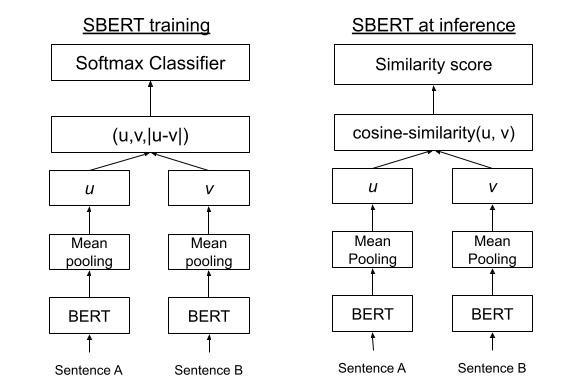 SBERT training
Softmax Classifier
(u,v,|u-v|)
u
v
Mean
pooling
Mean
pooling
BERT
BERT
Sentence A
Sentence B
SBERT at inference
Similarity score
cosine-similarity(u, v)
u
v
Mean
Pooling
Mean
Pooling
BERT
BERT
Sentence A
Sentence B